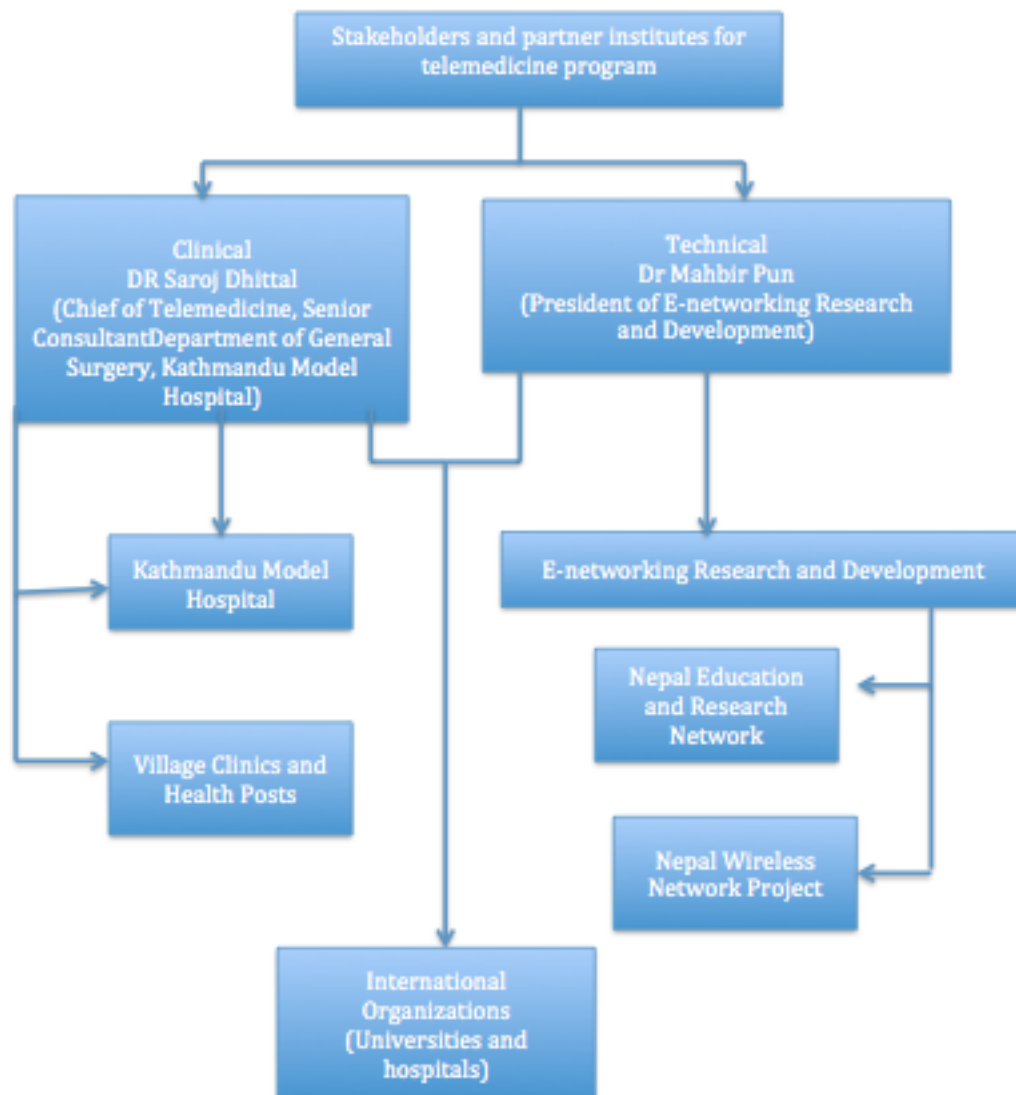 Stakeholders and partner institutes for
telemedicine program
Clinical
DR Saroj Dhittal
(Chief of Telemedicine, Senior
ConsultantDepartment of General
Surgery, Kathmandu Model
Hospital)
Technical
Dr Mahbir Pun
(President of E-networking Research
and Development)
Kathmandu Model
Hospital
E-networking Research and Development
Nepal Education
and Research
Network
Village Clinics and
Health Posts
Nepal Wireless
Network Project
International
Organizations
(Universities and
hospitals)